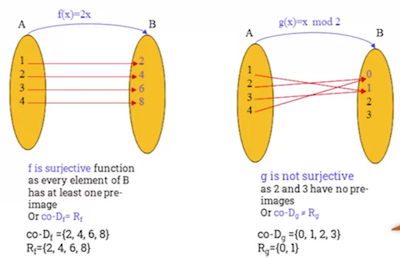 f(x)=2x
A
B
1
2
3
4
2
4
6
8
f is surjective function
as every element of B
has at least one pre-
image
Or co-D_f= R_f
co-D_f ={2, 4, 6, 8}
R_f={2, 4, 6, 8}
g(x)=x mod 2
A
B
1
2
3
4
0
1
2
3
g is not surjective
as 2 and 3 have no pre-
images
Or co-D_g ≠ R_g
co-D_g ={0, 1, 2, 3}
R_g={0, 1}